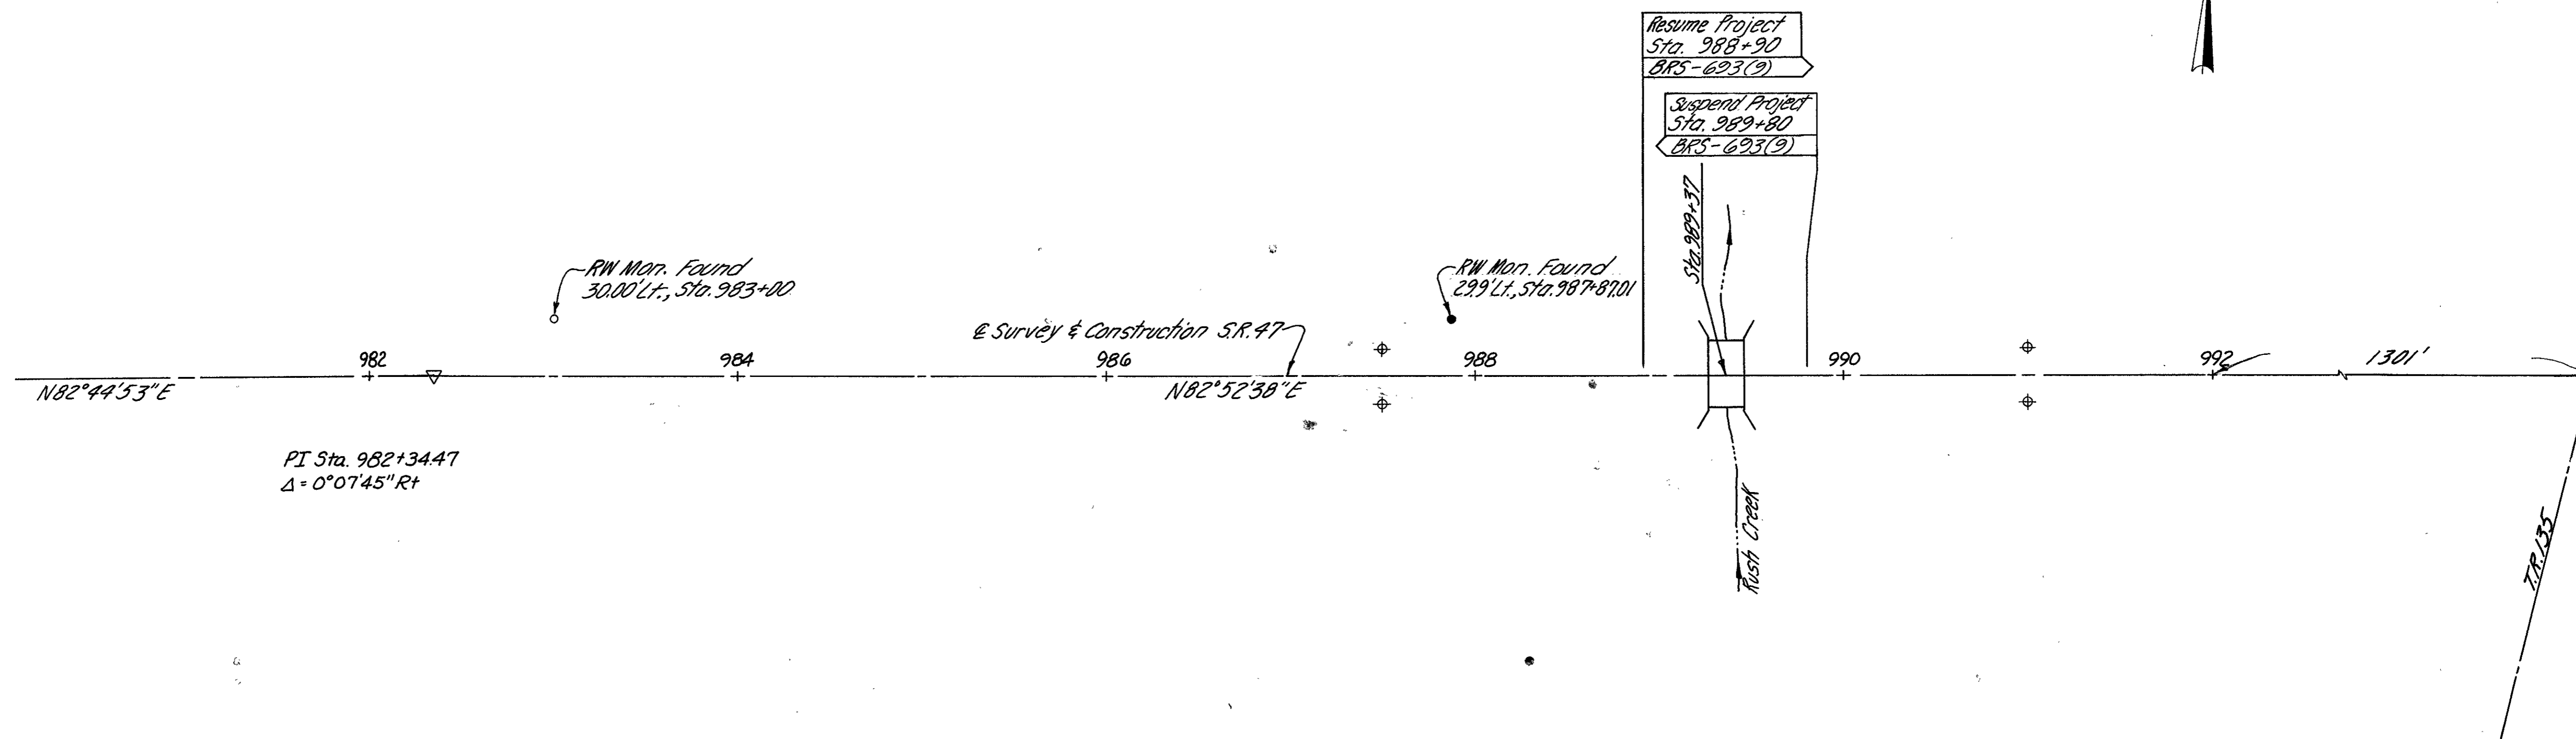 Resume Project
Sta. 988+90
BRS-693(9)
Suspend Project
Sta. 989+80
BRS-693(9)
Sta. 989+37
RW Mon. Found
30.00' Lt., Sta. 983+00
RW Mon. Found
29.9' Lt., Sta. 987+87.01
℄ Survey & Construction S.R. 47
982
984
986
988
990
992
1301'
N82°44'53"E
N82°52'38"E
PI Sta. 982+34.47
Δ = 0°07'45" Rt
Rush Creek
T.R. 135